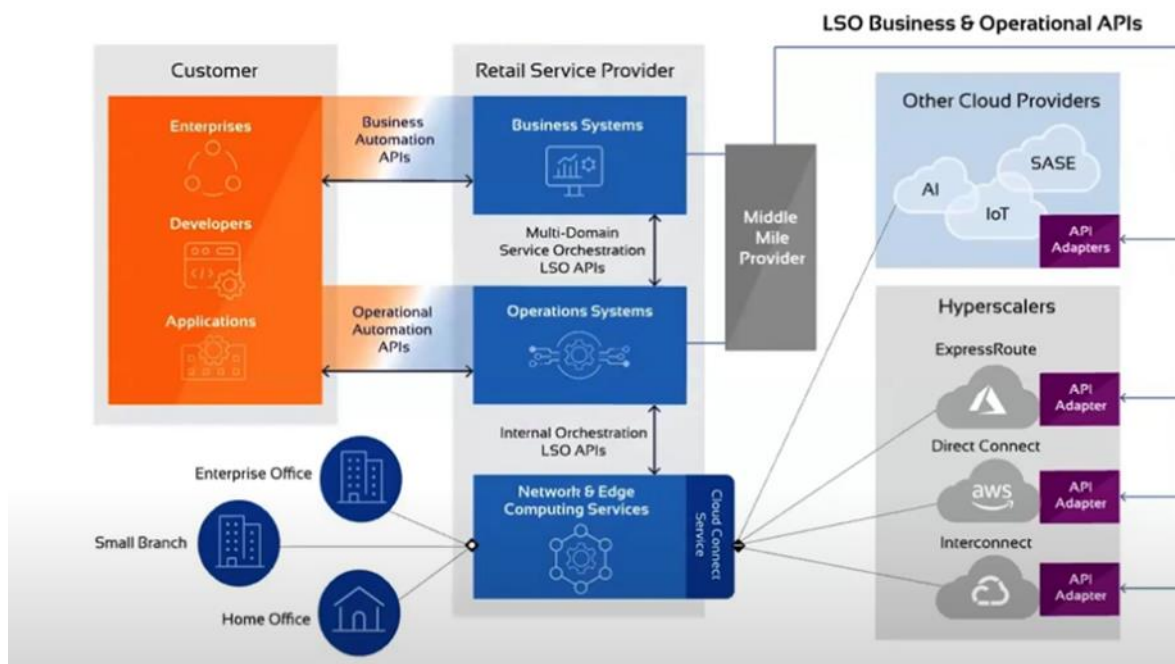 LSO Business & Operational APIs
Customer
Enterprises
Developers
Applications
Business
Automation
APIs
Operational
Automation
APIs
Retail Service Provider
Business Systems
Multi-Domain
Service Orchestration
LSO APIs
Operations Systems
Internal Orchestration
LSO APIs
Network & Edge
Computing Services
Cloud Connect
Service
Middle
Mile
Provider
Enterprise Office
Small Branch
Home Office
Other Cloud Providers
SASE
AI
IoT
API
Adapters
Hyperscalers
ExpressRoute
API
Adapter
Direct Connect
aws
API
Adapter
Interconnect
API
Adapter